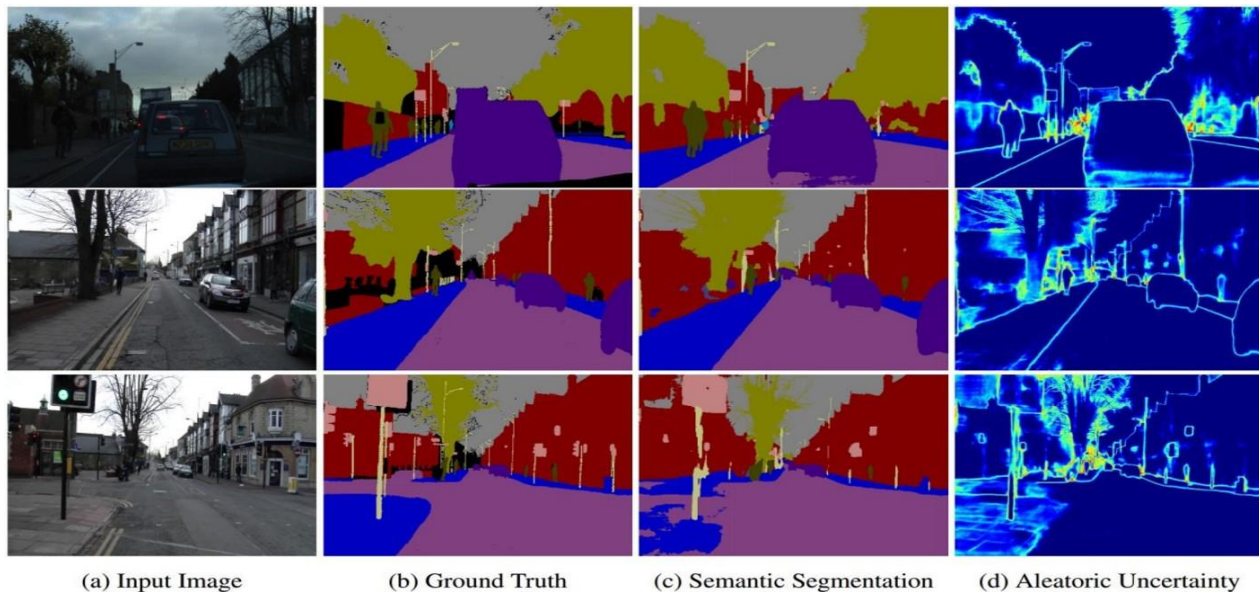 (a) Input Image
(b) Ground Truth
(c) Semantic Segmentation
(d) Aleatoric Uncertainty